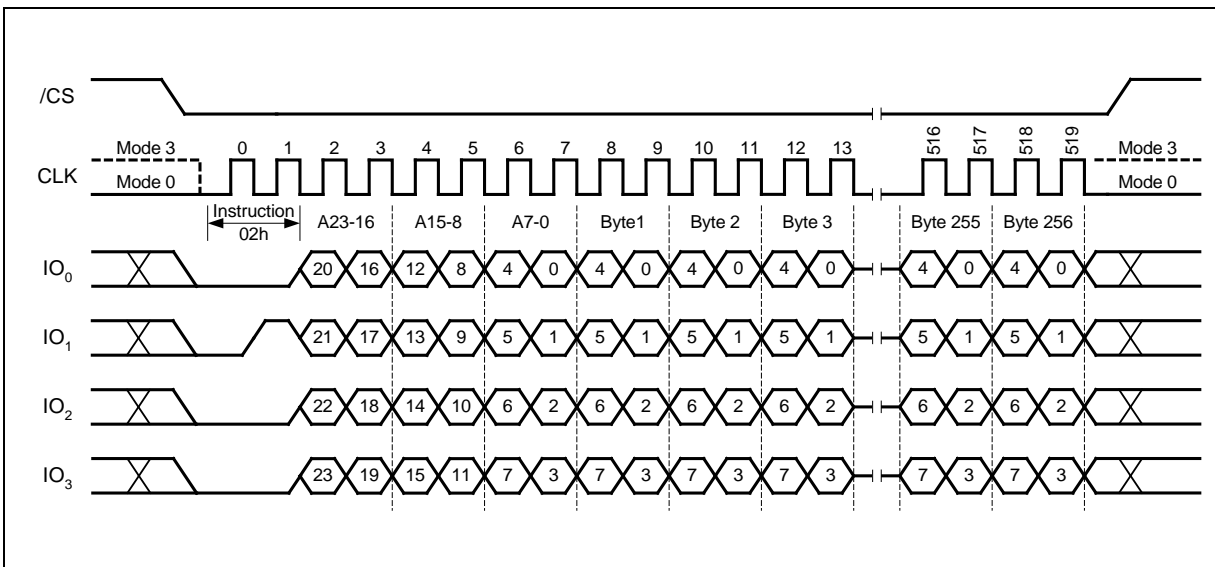 /CS
Mode 3 0 1 2 3 4 5 6 7 8 9 10 11 12 13 516 517 518 519 Mode 3
CLK
Mode 0 Mode 0
Instruction
02h
A23-16 A15-8 A7-0 Byte1 Byte 2 Byte 3 Byte 255 Byte 256
IO0 20 16 12 8 4 0 4 0 4 0 4 0 4 0 4 0
IO1 21 17 13 9 5 1 5 1 5 1 5 1 5 1 5 1
IO2 22 18 14 10 6 2 6 2 6 2 6 2 6 2 6 2
IO3 23 19 15 11 7 3 7 3 7 3 7 3 7 3 7 3